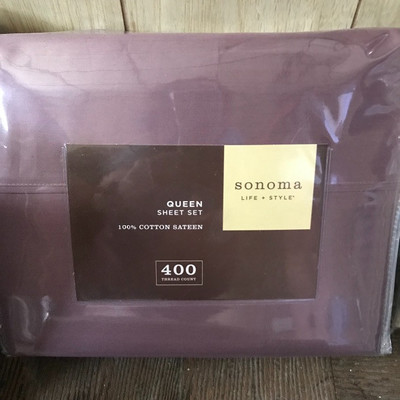 sonoma
LIFE + STYLE®
QUEEN
SHEET SET
100% COTTON SATEEN
400
THREAD COUNT